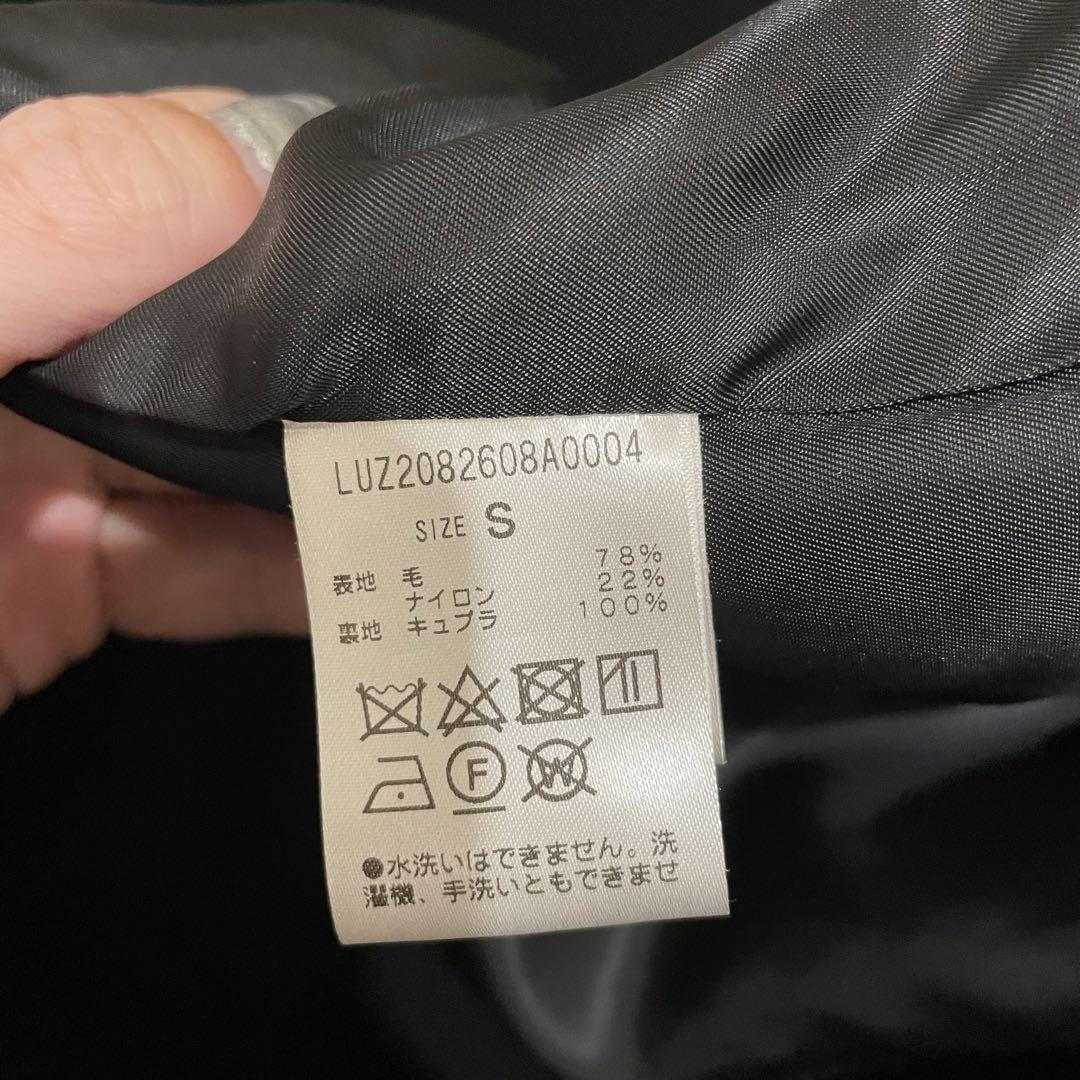 LUZ2082608A0004
SIZE S
表地 毛 78%
ナイロン 22%
裏地 キュプラ 100%
F W
●水洗いはできません。洗
濯機、手洗いともできませ